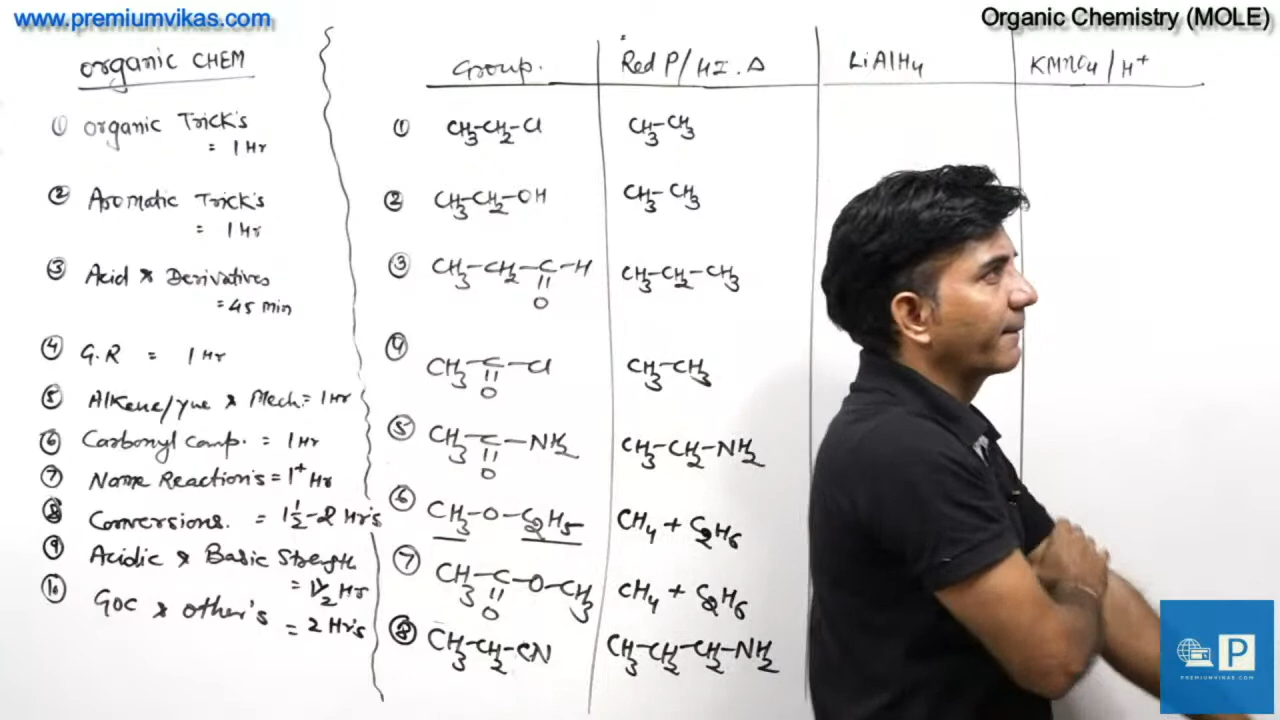 www.premiumvikas.com
Organic Chemistry (MOLE)
Organic CHEM
① Organic Trick's
= 1 Hr
② Aromatic Trick's
= 1 Hr
③ Acid & Derivatives
= 45 min
④ G.R = 1 Hr
⑤ Alkene/yne & Mech. = 1 Hr
⑥ Carbonyl Comp. = 1 Hr
⑦ Name Reaction's = 1⁺ Hr
⑧ Conversions. = 1½-2 Hr's
⑨ Acidic & Basic Strength
= 1½ Hr
⑩ GOC & other's
= 2 Hr's
Group. Red P/HI. Δ LiAlH₄ KMnO₄/H⁺
① CH₃-CH₂-Cl CH₃-CH₃
② CH₃-CH₂-OH CH₃-CH₃
③ CH₃-CH₂-C-H CH₃-CH₂-CH₃
||
O
④ CH₃-C-Cl CH₃-CH₃
||
O
⑤ CH₃-C-NH₂ CH₃-CH₂-NH₂
||
O
⑥ CH₃-O-C₂H₅ CH₄ + C₂H₆
⑦ CH₃-C-O-CH₃ CH₄ + C₂H₆
||
O
⑧ CH₃-CH₂-CN CH₃-CH₂-CH₂-NH₂
P
PREMIUMVIKAS.COM